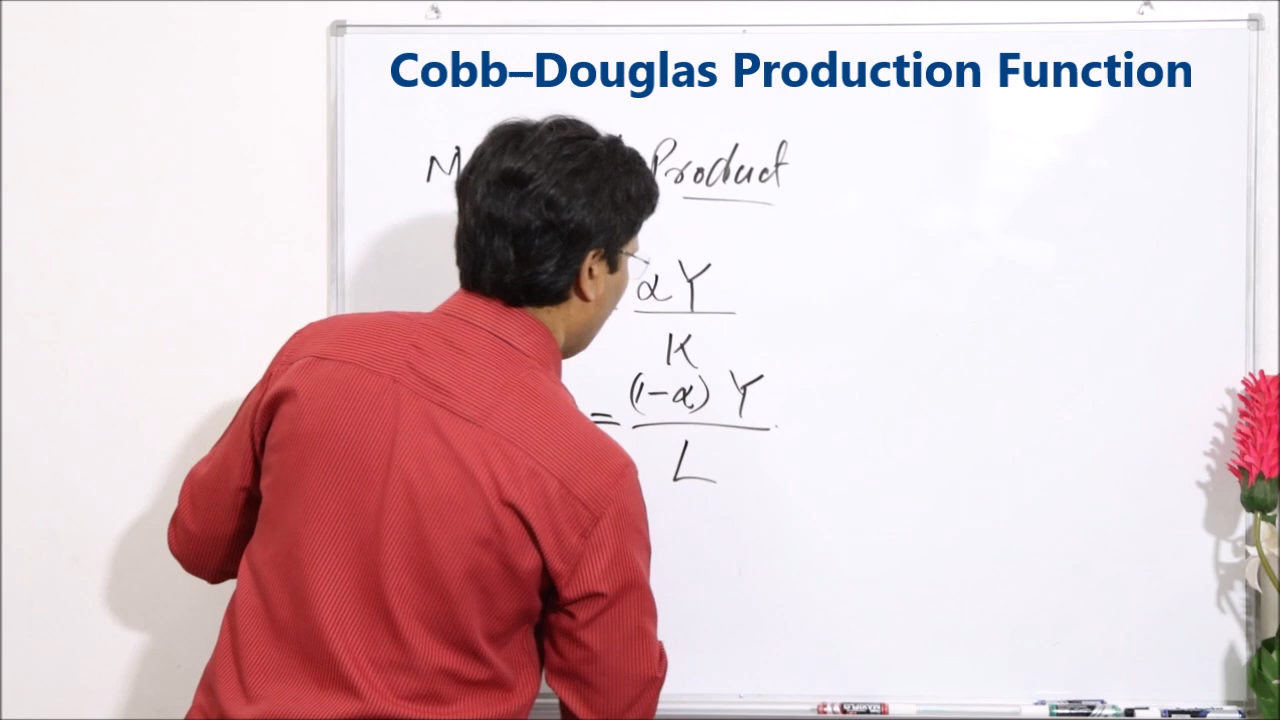 Cobb–Douglas Production Function
Product
αY
K
= (1-α) Y
L